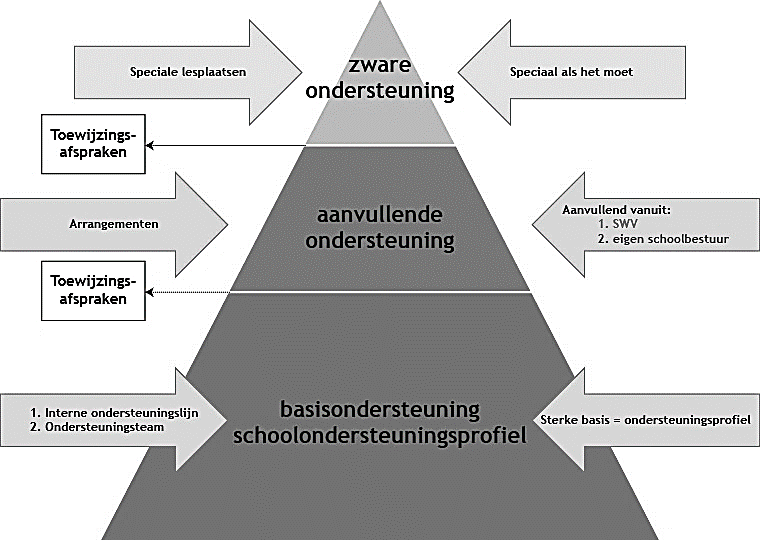 zware
ondersteuning
Speciale lesplaatsen
Speciaal als het moet
Toewijzings-
afspraken
aanvullende
ondersteuning
Arrangementen
Aanvullend vanuit:
1. SWV
2. eigen schoolbestuur
Toewijzings-
afspraken
basisondersteuning
schoolondersteuningsprofiel
1. Interne ondersteuningslijn
2. Ondersteuningsteam
Sterke basis = ondersteuningsprofiel